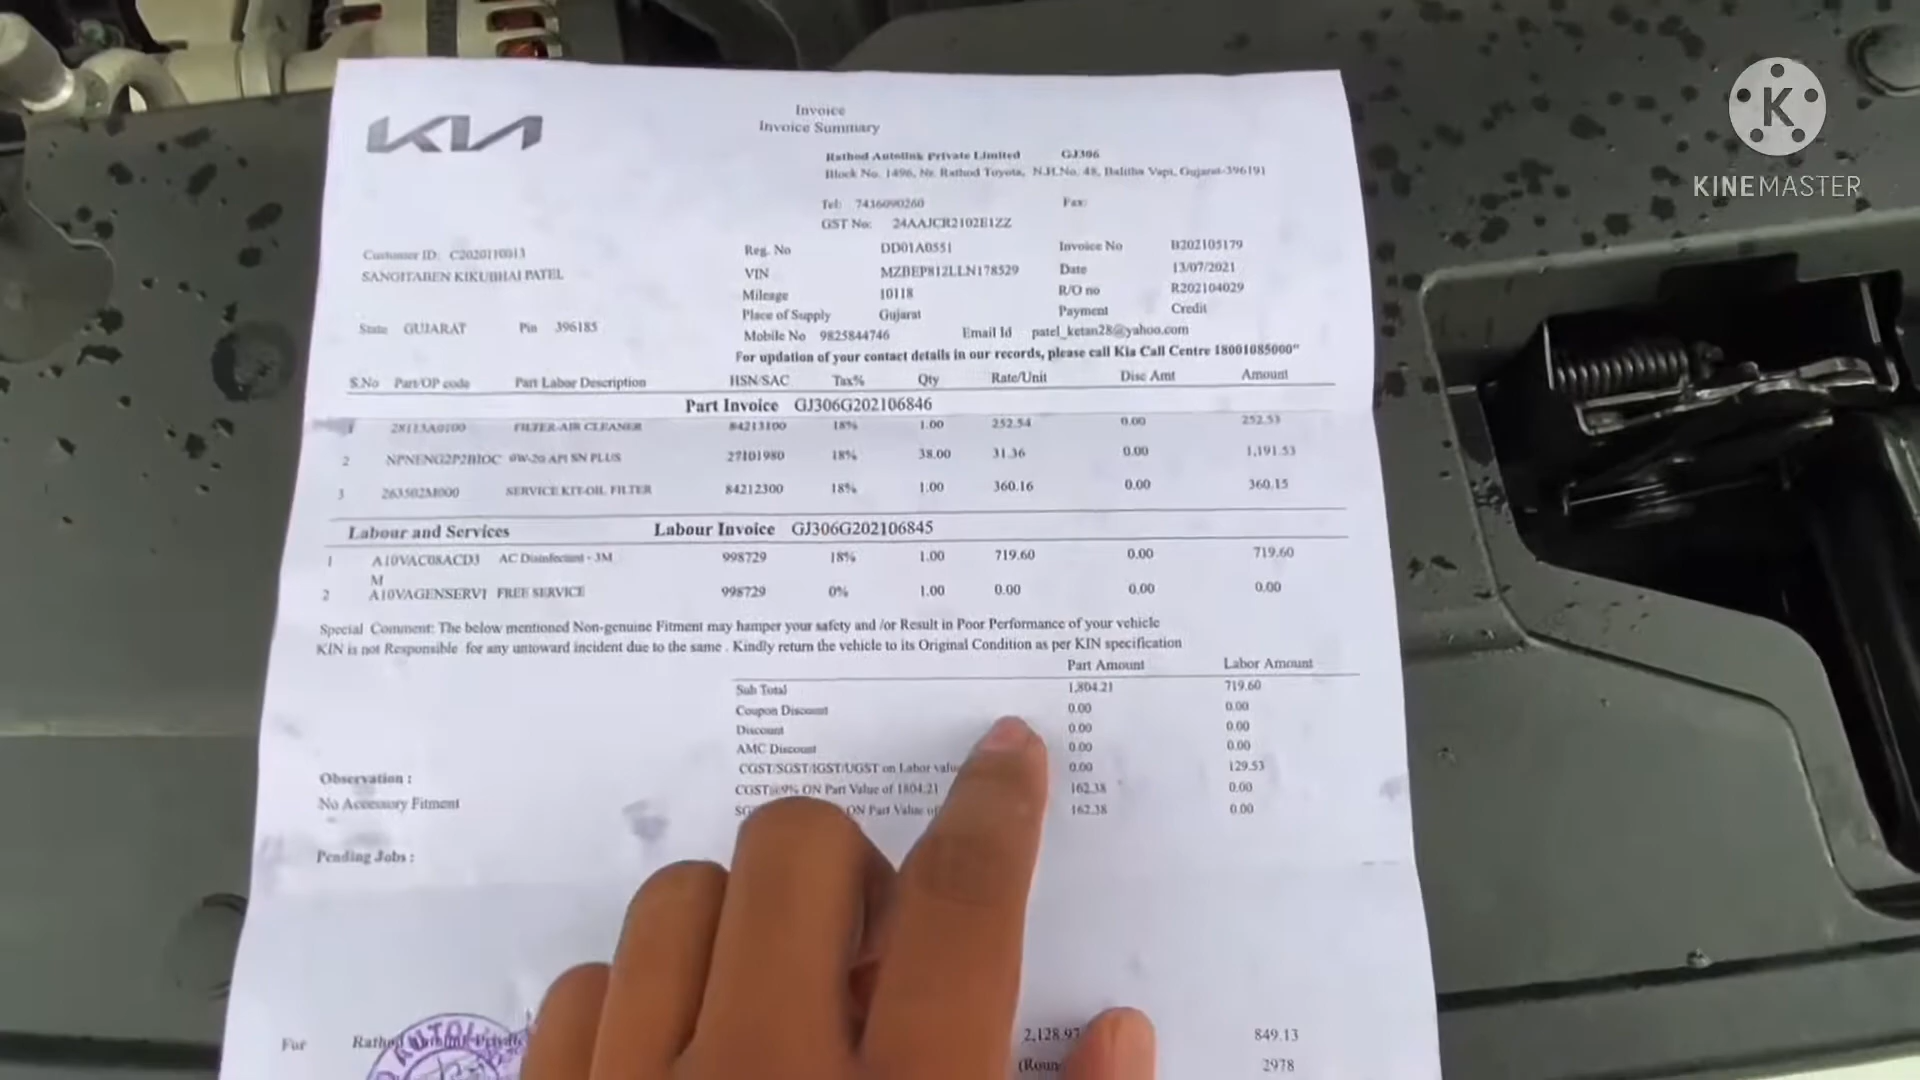 KINEMASTER
KIA
Invoice
Invoice Summary
Rathod Autolink Private Limited GJ306
Block No. 1496, Nr. Rathod Toyota, N.H.No. 48, Balitha Vapi, Gujarat-396191
Tel: 7436090260 Fax:
GST No: 24AAJCR2102E1ZZ
Customer ID: C2020110013
SANGITABEN KIKUBHAI PATEL
State GUJARAT Pin 396185
Reg. No DD01A0551 Invoice No B202105179
VIN MZBEP812LLN178529 Date 13/07/2021
Mileage 10118 R/O no R202104029
Place of Supply Gujarat Payment Credit
Mobile No 9825844746 Email Id patel_ketan28@yahoo.com
For updation of your contact details in our records, please call Kia Call Centre 18001085000"
S.No Part/OP code Part Labor Description HSN/SAC Tax% Qty Rate/Unit Disc Amt Amount
Part Invoice GJ306G202106846
1 28113A0100 FILTER-AIR CLEANER 84213100 18% 1.00 252.54 0.00 252.53
2 NPNENG2P2BIOC 0W-20 API SN PLUS 27101980 18% 38.00 31.36 0.00 1,191.53
3 263502M000 SERVICE KIT-OIL FILTER 84212300 18% 1.00 360.16 0.00 360.15
Labour and Services Labour Invoice GJ306G202106845
1 A10VAC08ACD3 AC Disinfectant - 3M 998729 18% 1.00 719.60 0.00 719.60
M
2 A10VAGENSERV1 FREE SERVICE 998729 0% 1.00 0.00 0.00 0.00
Special Comment: The below mentioned Non-genuine Fitment may hamper your safety and /or Result in Poor Performance of your vehicle
KIN is not Responsible for any untoward incident due to the same . Kindly return the vehicle to its Original Condition as per KIN specification
Part Amount Labor Amount
Sub Total 1,804.21 719.60
Coupon Discount 0.00 0.00
Discount 0.00 0.00
AMC Discount 0.00 0.00
CGST/SGST/IGST/UGST on Labor value 0.00 129.53
CGST@9% ON Part Value of 1804.21 162.38 0.00
ON Part Value of 162.38 0.00
Observation :
No Accessory Fitment
Pending Jobs :
2,128.97 849.13
2978
For